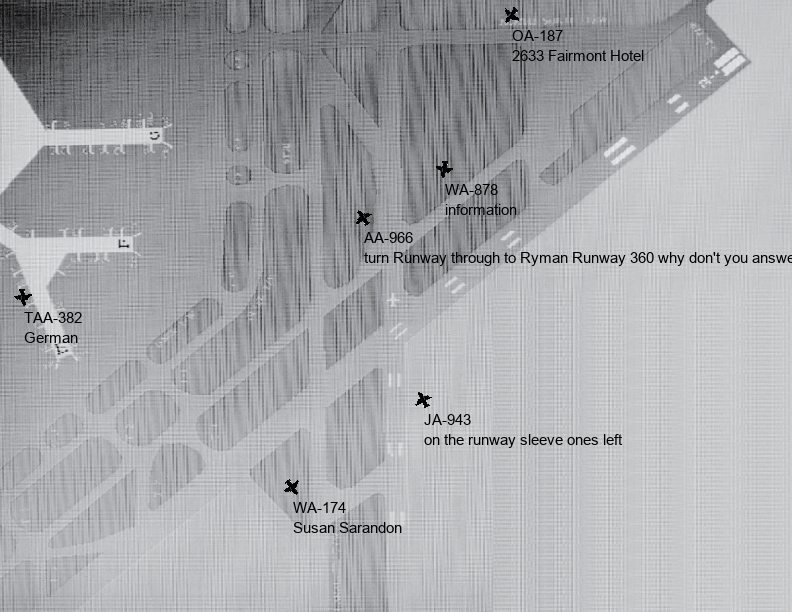 OA-187
2633 Fairmont Hotel
WA-878
information
AA-966
turn Runway through to Ryman Runway 360 why don't you answe
TAA-382
German
JA-943
on the runway sleeve ones left
WA-174
Susan Sarandon